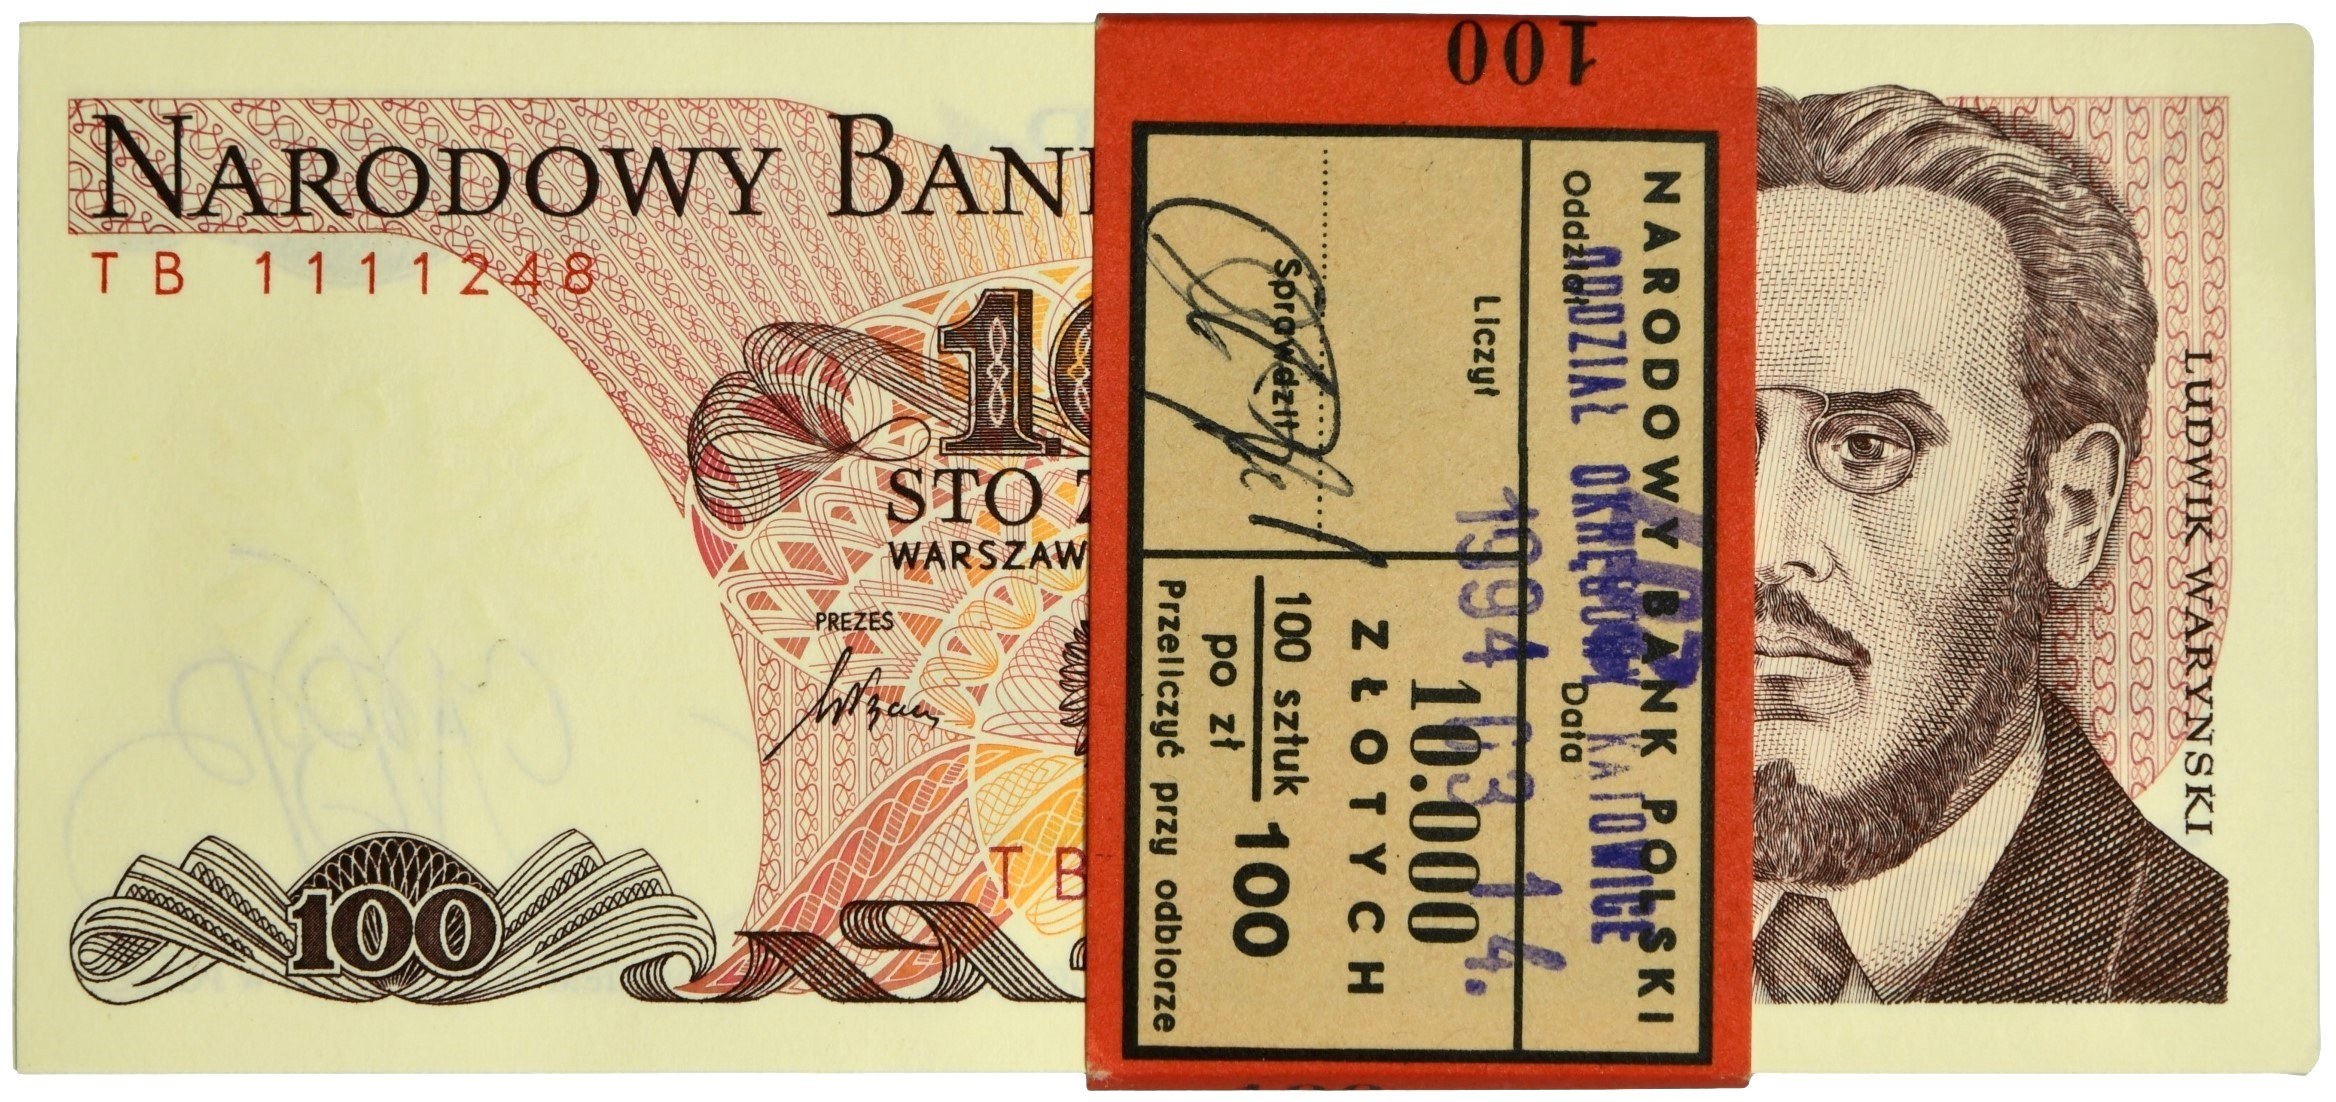 NARODOWY BAN
TB 1111248
STO
WARSZAW
PREZES
TB
100
100
NARODOWY BANK POLSKI
Oddział Data
ODDZIAŁ OKRĘGOWY KATOWICE
1994 03 14.
Liczył
Sprawdził
10.000
ZŁOTYCH
100 sztuk
po zł 100
Przeliczyć przy odbiorze
LUDWIK WARYŃSKI